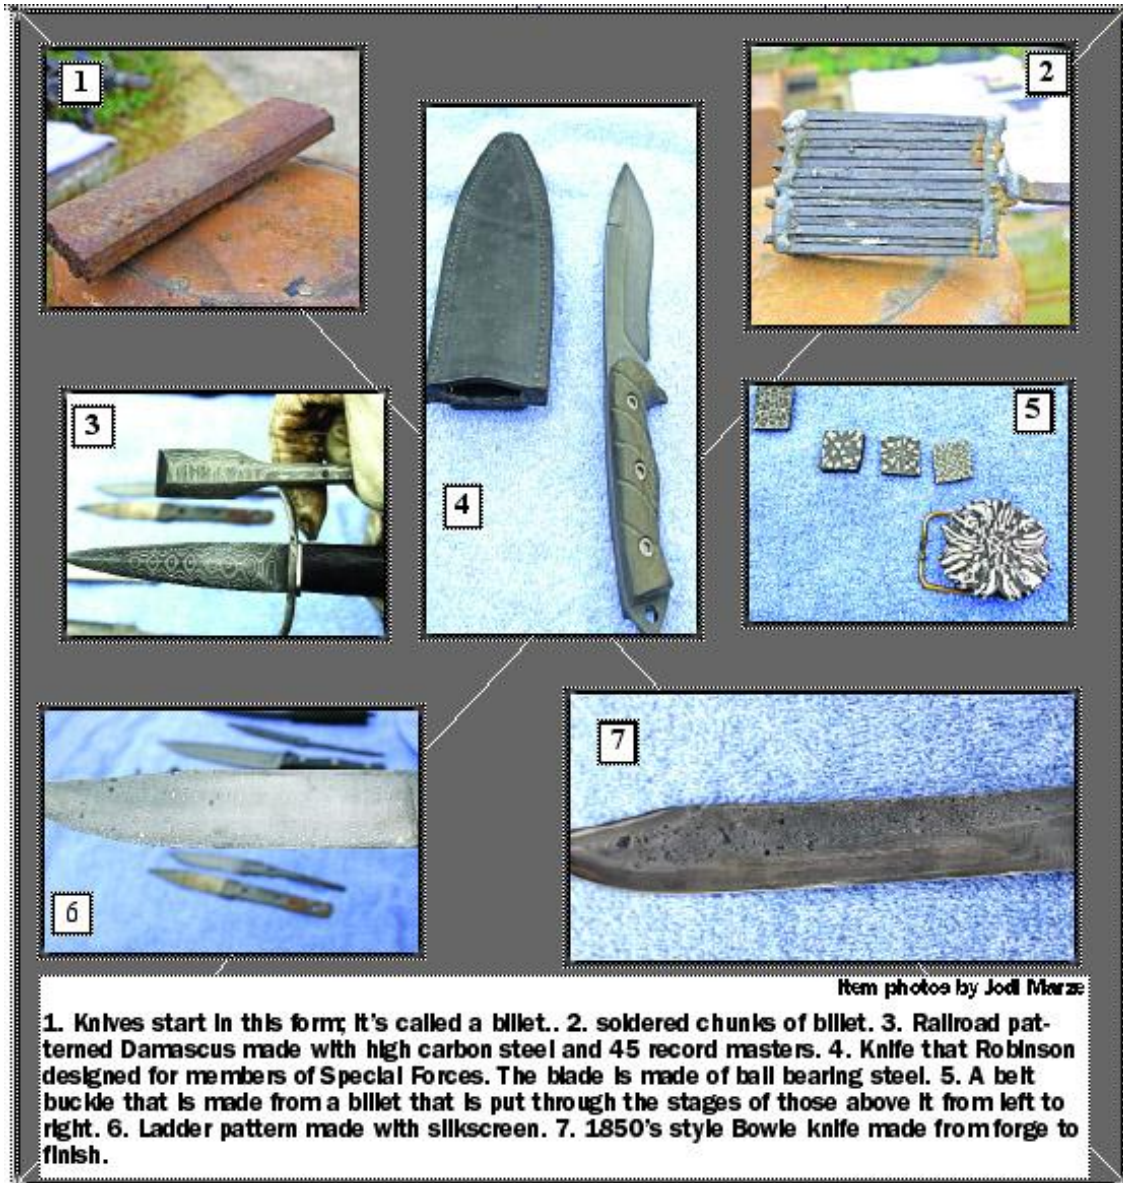 1
2
3
4
5
6
7
Item photos by Jodi Marze
1. Knives start in this form; it's called a billet.. 2. soldered chunks of billet. 3. Railroad pat-
terned Damascus made with high carbon steel and 45 record masters. 4. Knife that Robinson
designed for members of Special Forces. The blade is made of ball bearing steel. 5. A belt
buckle that is made from a billet that is put through the stages of those above it from left to
right. 6. Ladder pattern made with silkscreen. 7. 1850's style Bowie knife made from forge to
finish.